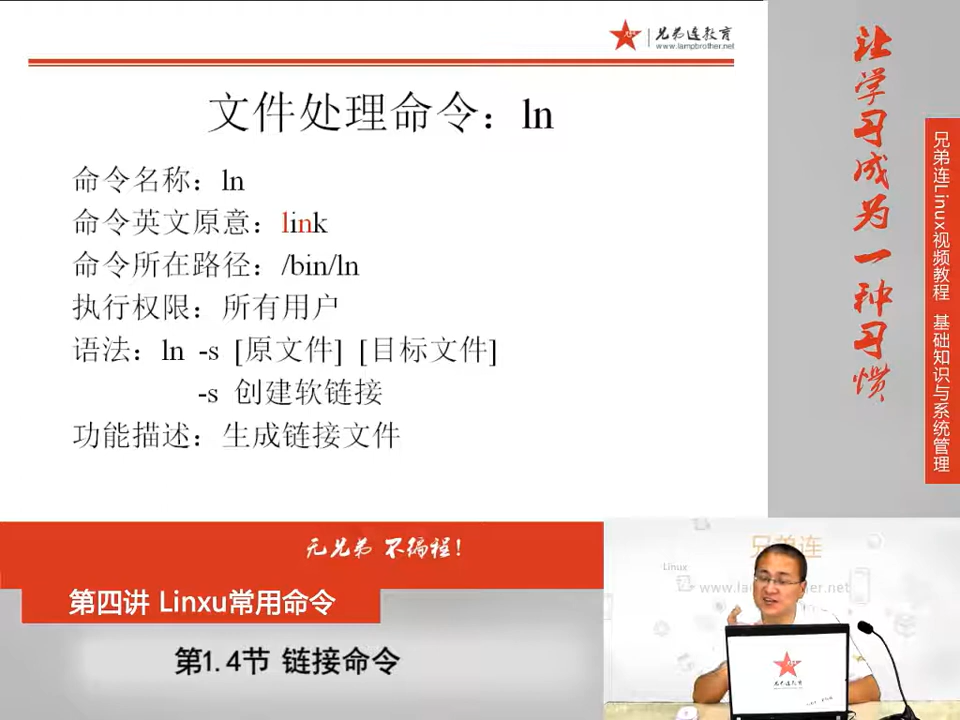 兄弟连教育
www.lampbrother.net
文件处理命令：ln
命令名称：ln
命令英文原意：link
命令所在路径：/bin/ln
执行权限：所有用户
语法：ln -s [原文件] [目标文件]
-s 创建软链接
功能描述：生成链接文件
让学习成为一种习惯
兄弟连Linux视频教程 基础知识与系统管理
无兄弟 不编程！
第四讲 Linxu常用命令
第1.4节 链接命令
兄弟连
Linux
兄弟连教育